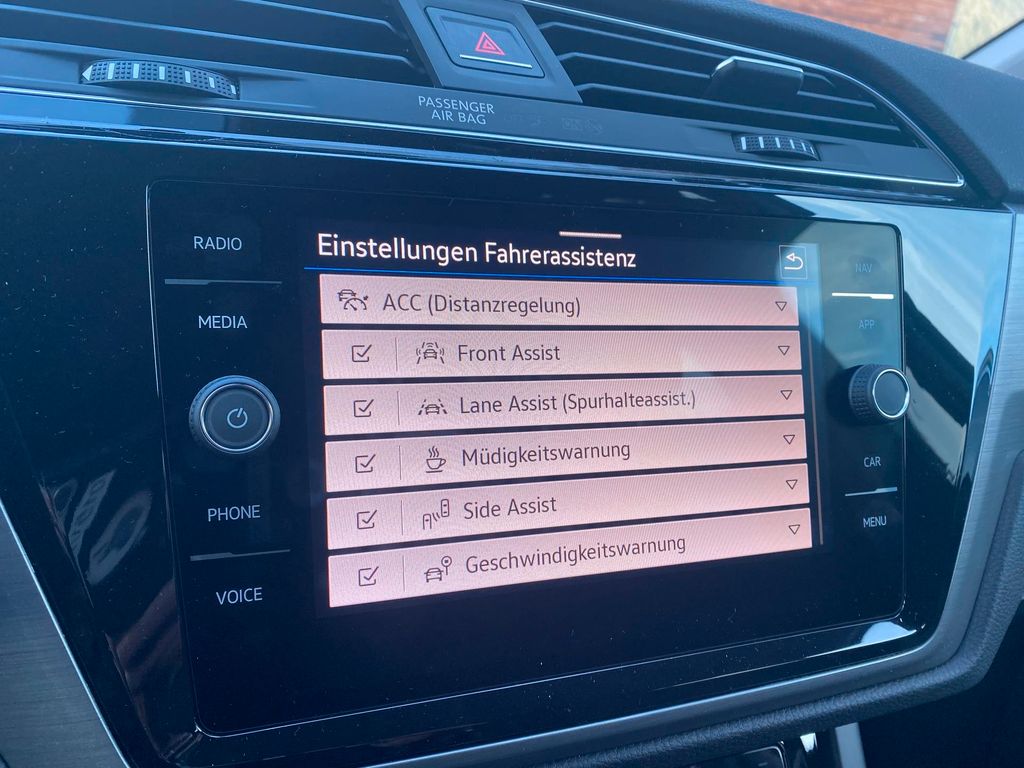 PASSENGER
AIR BAG
RADIO
MEDIA
PHONE
VOICE
Einstellungen Fahrerassistenz
ACC (Distanzregelung)
Front Assist
Lane Assist (Spurhalteassist.)
Müdigkeitswarnung
Side Assist
Geschwindigkeitswarnung
NAV
APP
CAR
MENU